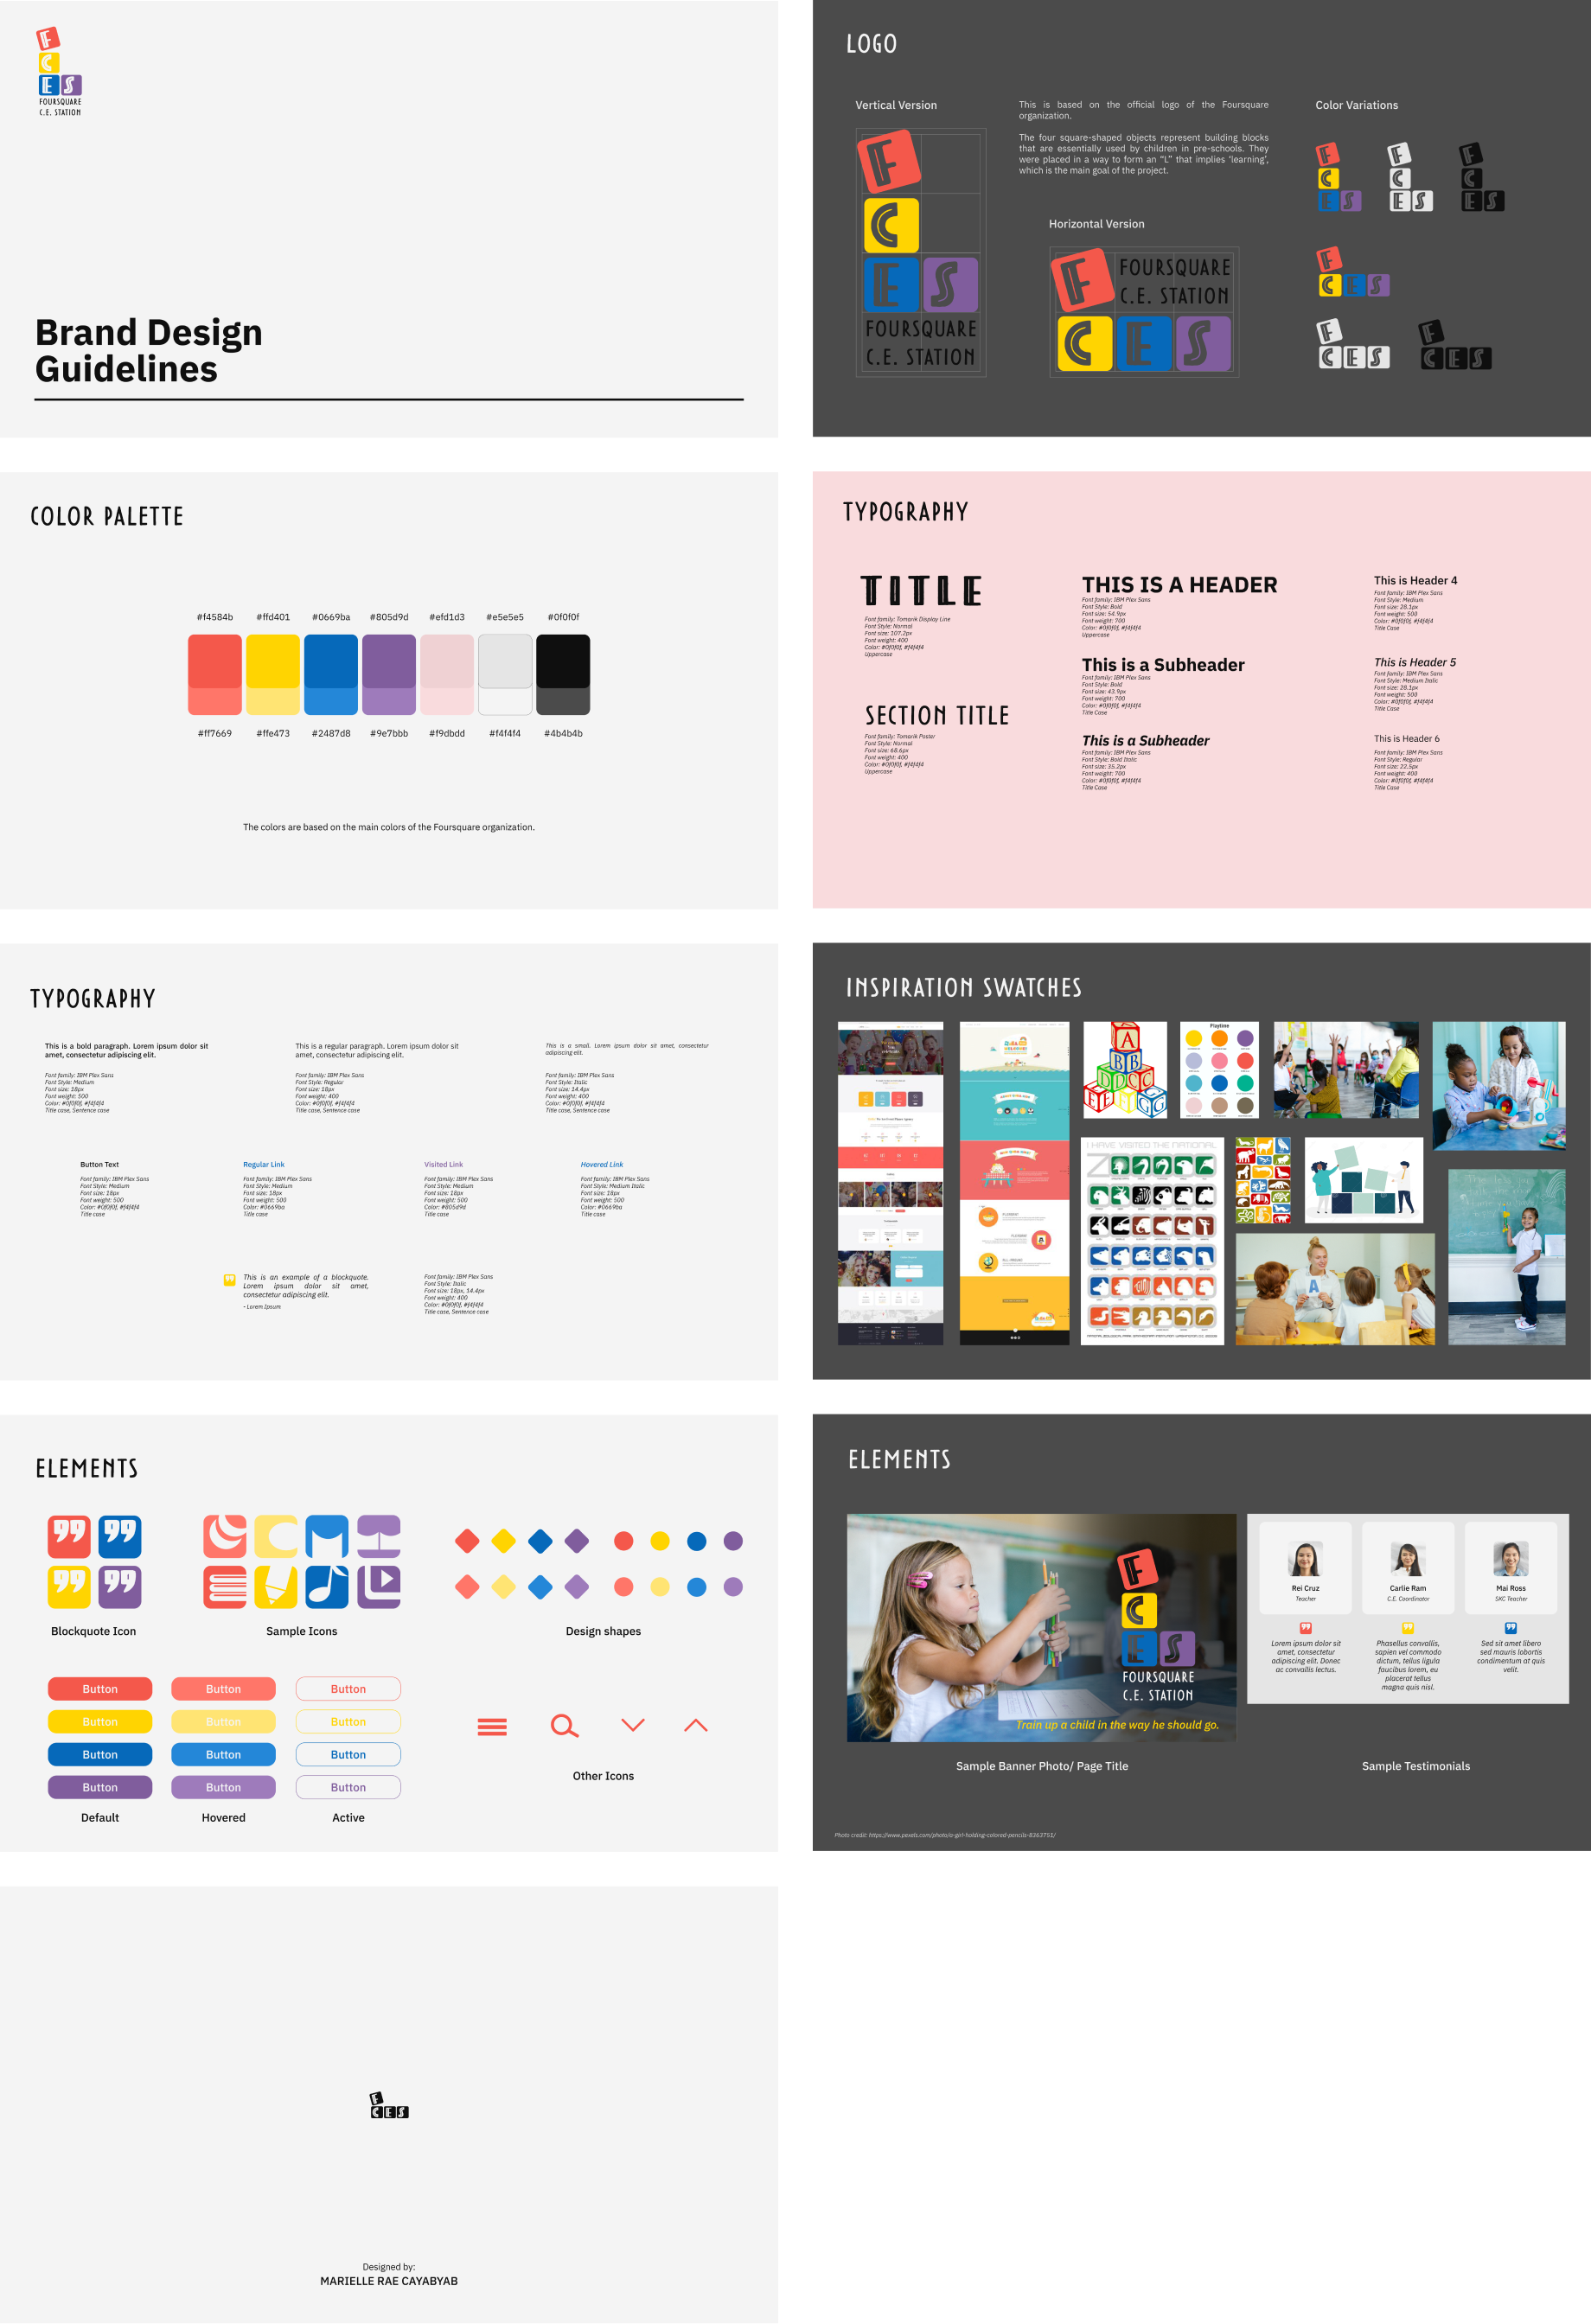 F
C
ES
FOURSQUARE
C.E. STATION
Brand Design
Guidelines
LOGO
Vertical Version
F
C
ES
FOURSQUARE
C.E. STATION
This is based on the official logo of the Foursquare
organization.
The four square-shaped objects represent building blocks
that are essentially used by children in pre-schools. They
were placed in a way to form an “L” that implies ‘learning’,
which is the main goal of the project.
Horizontal Version
F
FOURSQUARE
C.E. STATION
CES
Color Variations
F F F
C C C
ES ES ES
F
CES
F F
CES CES
COLOR PALETTE
#f4584b #ffd401 #0669ba #805d9d #efd1d3 #e5e5e5 #0f0f0f
#ff7669 #ffe473 #2487d8 #9e7bbb #f9dbdd #f4f4f4 #4b4b4b
The colors are based on the main colors of the Foursquare organization.
TYPOGRAPHY
TITLE
Font family: Tomarik Display Line
Font Style: Normal
Font size: 107.2px
Font weight: 400
Color: #0f0f0f, #f4f4f4
Uppercase
SECTION TITLE
Font family: Tomarik Poster
Font Style: Normal
Font size: 68.6px
Font weight: 400
Color: #0f0f0f, #f4f4f4
Uppercase
THIS IS A HEADER
Font family: IBM Plex Sans
Font Style: Bold
Font size: 54.9px
Font weight: 700
Color: #0f0f0f, #f4f4f4
Uppercase
This is a Subheader
Font family: IBM Plex Sans
Font Style: Bold
Font size: 43.9px
Font weight: 700
Color: #0f0f0f, #f4f4f4
Title Case
This is a Subheader
Font family: IBM Plex Sans
Font Style: Bold Italic
Font size: 35.2px
Font weight: 700
Color: #0f0f0f, #f4f4f4
Title Case
This is Header 4
Font family: IBM Plex Sans
Font Style: Medium
Font size: 28.1px
Font weight: 500
Color: #0f0f0f, #f4f4f4
Title Case
This is Header 5
Font family: IBM Plex Sans
Font Style: Medium Italic
Font size: 28.1px
Font weight: 500
Color: #0f0f0f, #f4f4f4
Title Case
This is Header 6
Font family: IBM Plex Sans
Font Style: Regular
Font size: 22.5px
Font weight: 400
Color: #0f0f0f, #f4f4f4
Title Case
TYPOGRAPHY
This is a bold paragraph. Lorem ipsum dolor sit
amet, consectetur adipiscing elit.
Font family: IBM Plex Sans
Font Style: Medium
Font size: 18px
Font weight: 500
Color: #0f0f0f, #f4f4f4
Title case, Sentence case
This is a regular paragraph. Lorem ipsum dolor sit
amet, consectetur adipiscing elit.
Font family: IBM Plex Sans
Font Style: Regular
Font size: 18px
Font weight: 400
Color: #0f0f0f, #f4f4f4
Title case, Sentence case
This is a small. Lorem ipsum dolor sit amet, consectetur
adipiscing elit.
Font family: IBM Plex Sans
Font Style: Italic
Font size: 14.4px
Font weight: 400
Color: #0f0f0f, #f4f4f4
Title case, Sentence case
Button Text
Font family: IBM Plex Sans
Font Style: Medium
Font size: 18px
Font weight: 500
Color: #0f0f0f, #f4f4f4
Title case
Regular Link
Font family: IBM Plex Sans
Font Style: Medium
Font size: 18px
Font weight: 500
Color: #0669ba
Title case
Visited Link
Font family: IBM Plex Sans
Font Style: Medium
Font size: 18px
Font weight: 500
Color: #805d9d
Title case
Hovered Link
Font family: IBM Plex Sans
Font Style: Medium Italic
Font size: 18px
Font weight: 500
Color: #0669ba
Title case
This is an example of a blockquote.
Lorem ipsum dolor sit amet,
consectetur adipiscing elit.
- Lorem Ipsum
Font family: IBM Plex Sans
Font Style: Italic
Font size: 18px, 14.4px
Font weight: 400
Color: #0f0f0f, #f4f4f4
Title case, Sentence case
INSPIRATION SWATCHES
A
Playtime
I HAVE VISITED THE NATIONAL
ZOO
A
ELEMENTS
Blockquote Icon
Sample Icons
Design shapes
Button Button Button
Button Button Button
Button Button Button
Button Button Button
Default Hovered Active
Other Icons
ELEMENTS
F
C
ES
FOURSQUARE
C.E. STATION
Train up a child in the way he should go.
Sample Banner Photo/ Page Title
Rei Cruz
Teacher
Lorem ipsum dolor sit
amet, consectetur
adipiscing elit. Donec
ac convallis lectus.
Carlie Ram
C.E. Coordinator
Phasellus convallis,
sapien vel commodo
dictum, tellus ligula
faucibus lorem, eu
placerat tellus
magna quis nisl.
Mai Ross
SKC Teacher
Sed sit amet libero
sed mauris lobortis
condimentum at quis
velit.
Sample Testimonials
Photo credit: https://www.pexels.com/photo/a-girl-holding-colored-pencils-8363751/
F
CES
Designed by:
MARIELLE RAE CAYABYAB